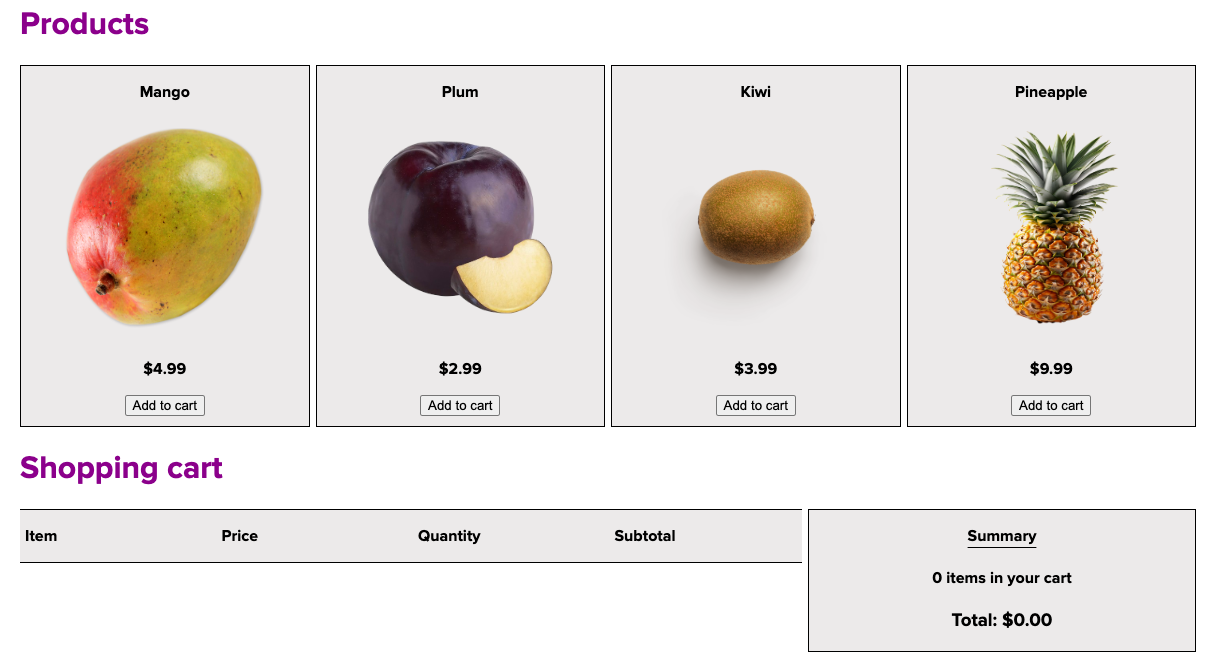 Products
Mango Plum Kiwi Pineapple
$4.99 $2.99 $3.99 $9.99
Add to cart Add to cart Add to cart Add to cart
Shopping cart
Item Price Quantity Subtotal
Summary
0 items in your cart
Total: $0.00